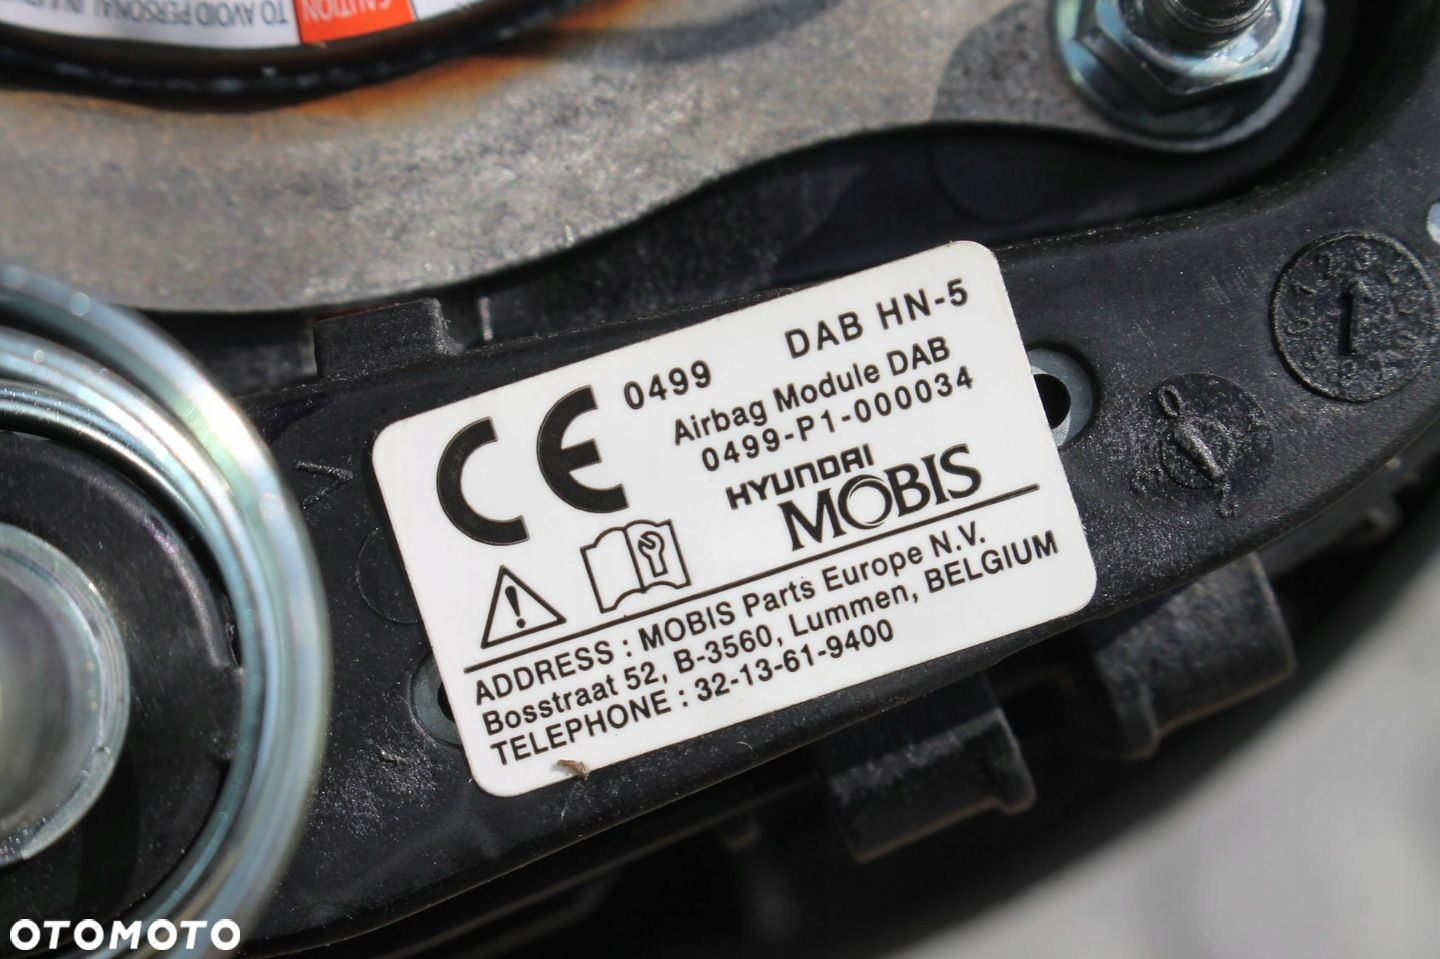 TO AVOID PERSONAL INJURY
CAUTION
DAB HN-5
CE 0499
Airbag Module DAB
0499-P1-000034
HYUNDAI
MOBIS
ADDRESS : MOBIS Parts Europe N.V.
Bosstraat 52, B-3560, Lummen, BELGIUM
TELEPHONE : 32-13-61-9400
OTOMOTO